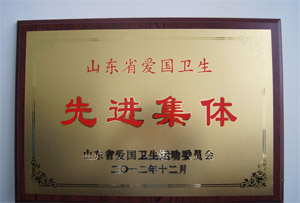 山东省爱国卫生
先进集体
山东省爱国卫生运动委员会
二〇一二年十二月